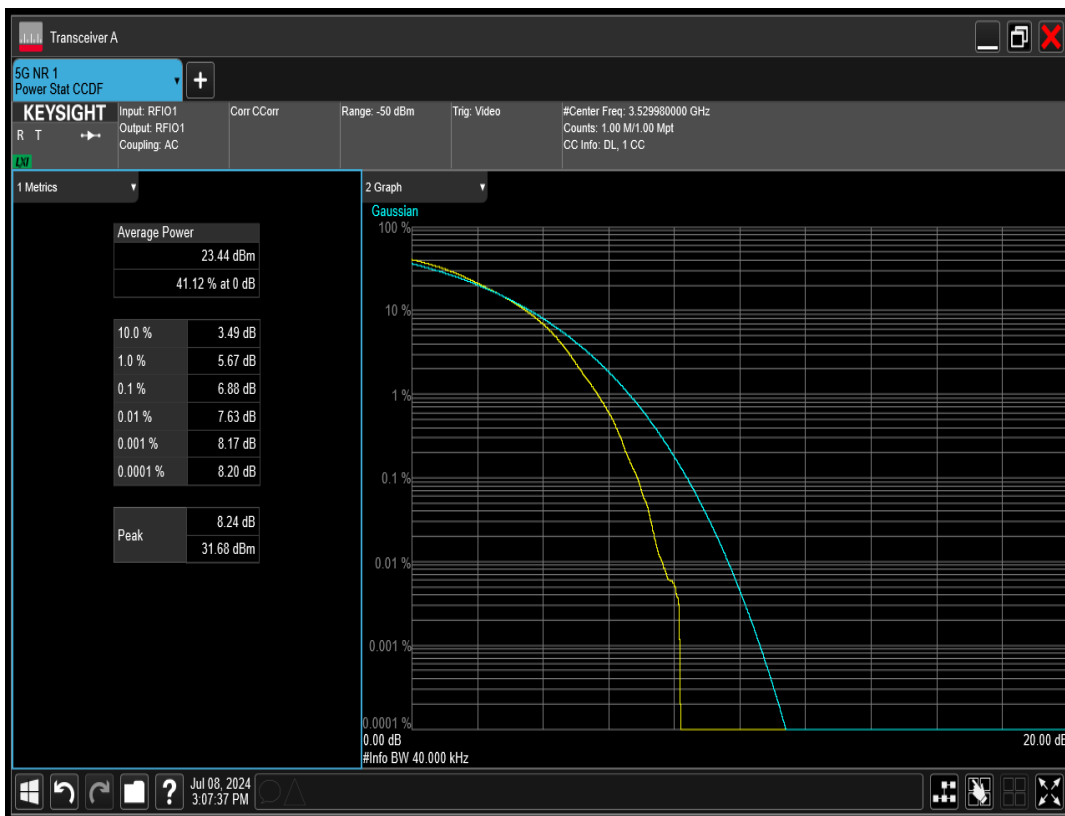 Transceiver A
5G NR 1
Power Stat CCDF
+
KEYSIGHT
R T
LXI
Input: RFIO1
Output: RFIO1
Coupling: AC
Corr CCorr
Range: -50 dBm
Trig: Video
#Center Freq: 3.529980000 GHz
Counts: 1.00 M/1.00 Mpt
CC Info: DL, 1 CC
1 Metrics
Average Power
23.44 dBm
41.12 % at 0 dB
10.0 % 3.49 dB
1.0 % 5.67 dB
0.1 % 6.88 dB
0.01 % 7.63 dB
0.001 % 8.17 dB
0.0001 % 8.20 dB
Peak
8.24 dB
31.68 dBm
2 Graph
Gaussian
100 %
10 %
1 %
0.1 %
0.01 %
0.001 %
0.0001 %
0.00 dB 20.00 dB
#Info BW 40.000 kHz
?
Jul 08, 2024
3:07:37 PM